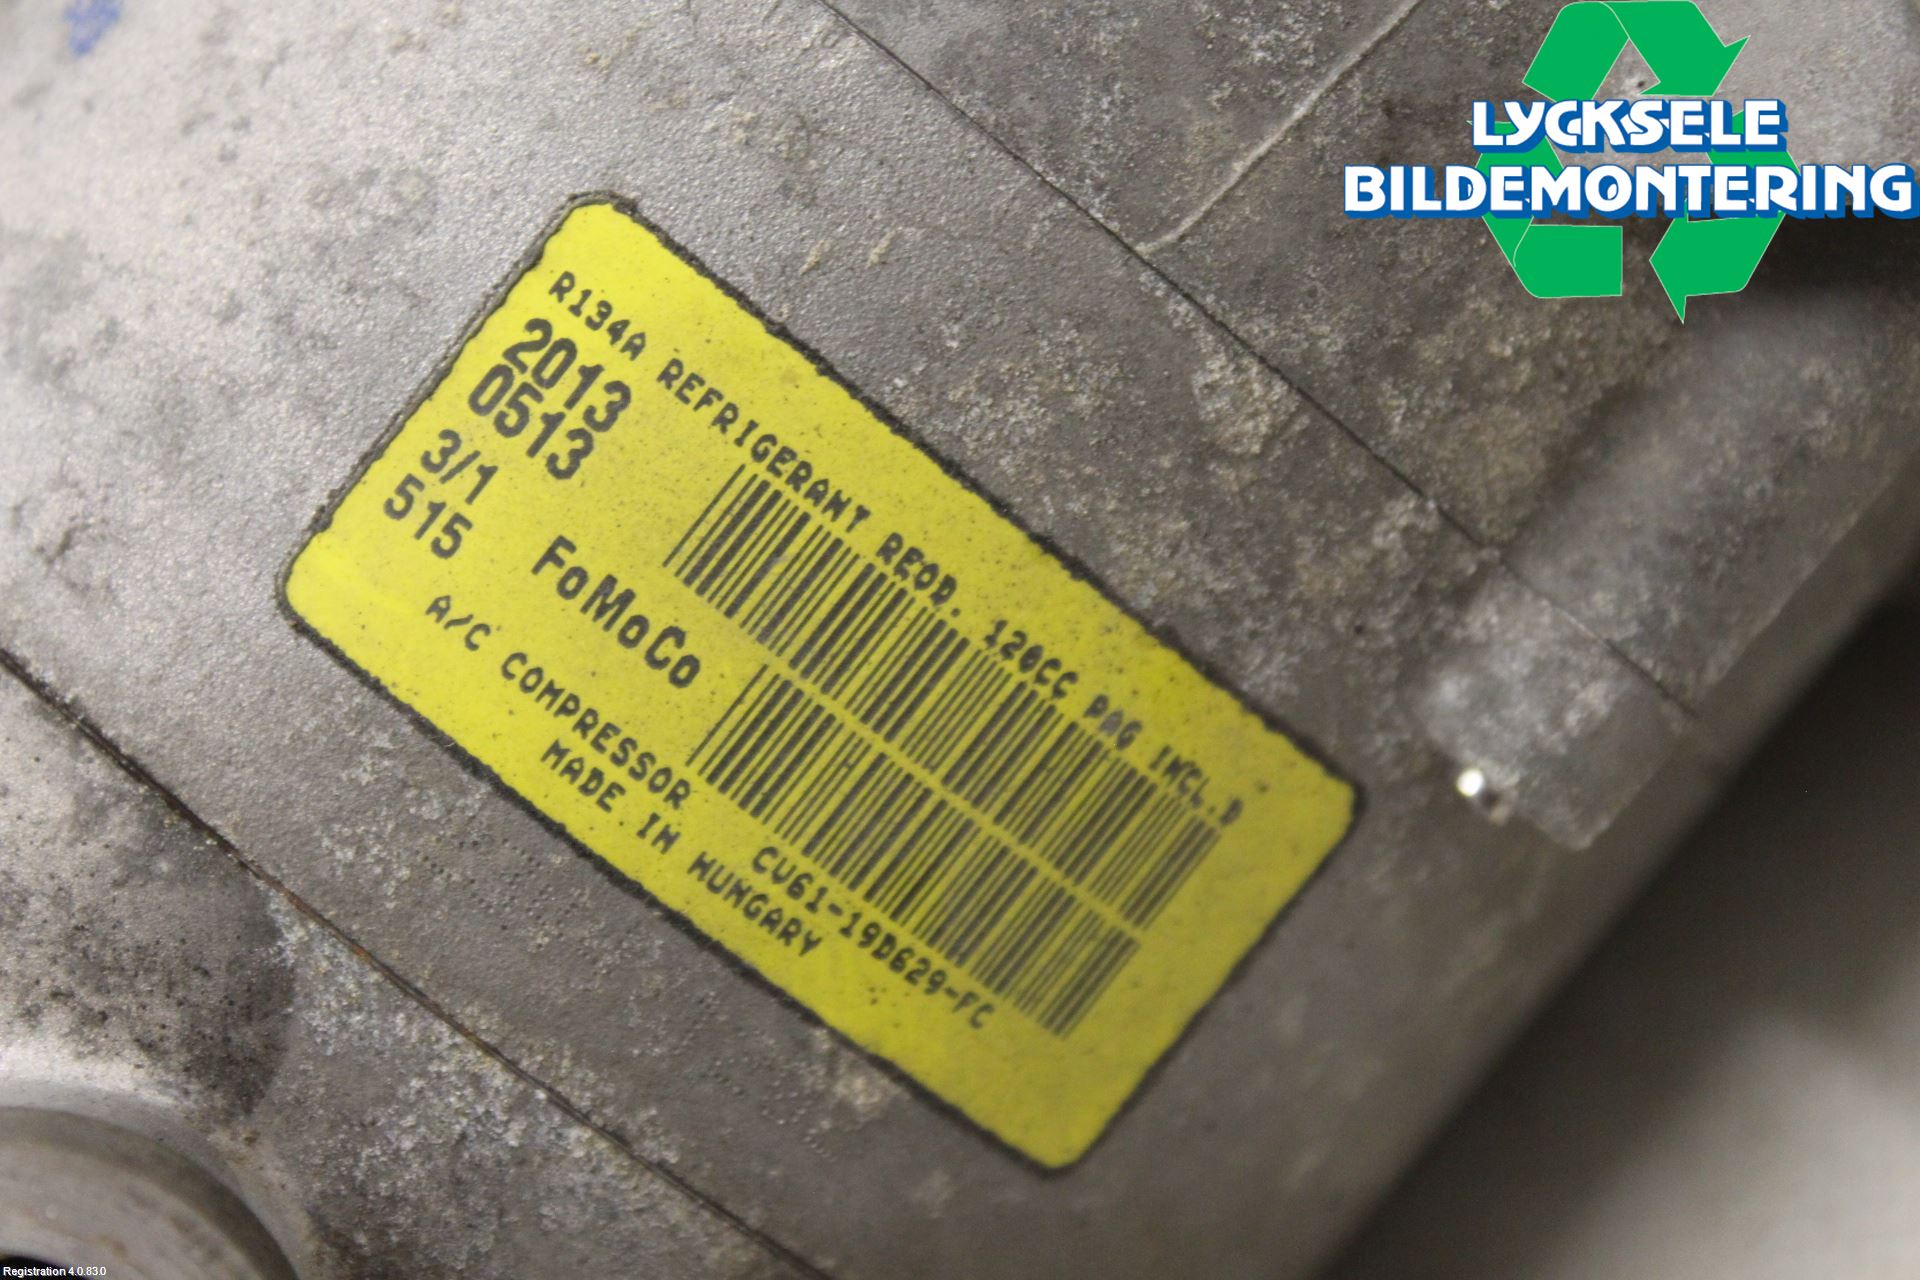 LYCKSELE
BILDEMONTERING
R134A REFRIGERANT REQD. 120CC PAG INCL.D
2013
0513
3/1
515
FoMoCo
A/C COMPRESSOR CV61-19D629-FC
MADE IN HUNGARY
Registration 4.0.83.0